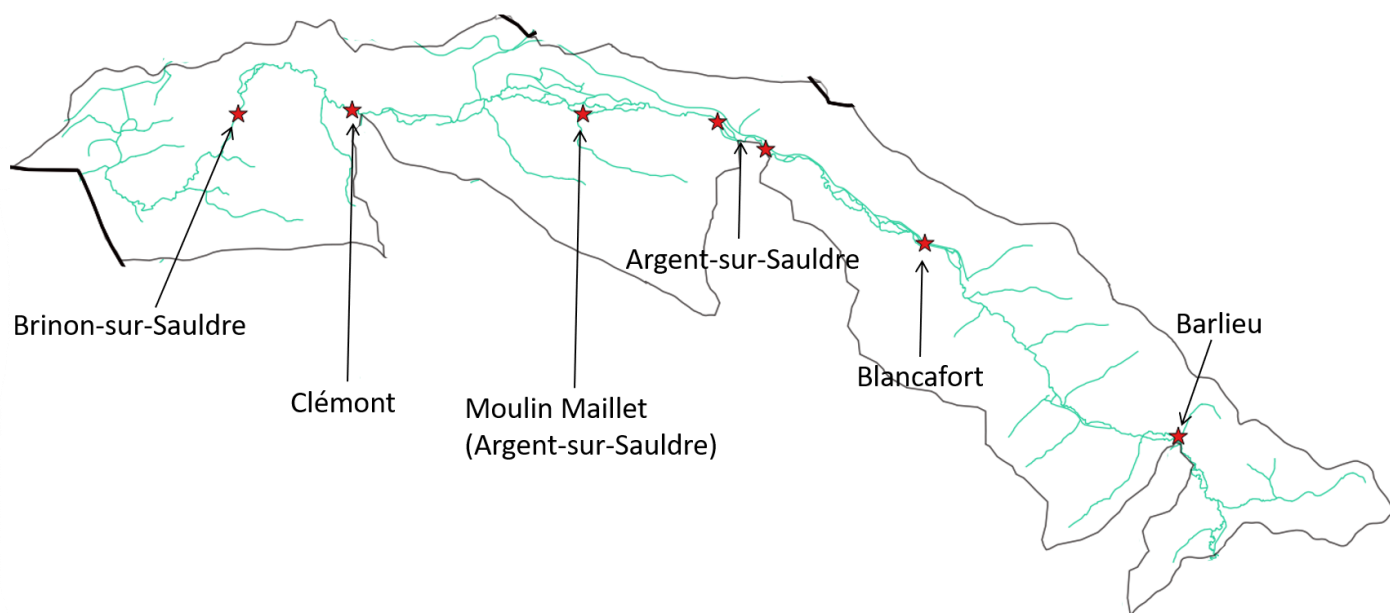 Argent-sur-Sauldre
Brinon-sur-Sauldre
Barlieu
Blancafort
Clémont
Moulin Maillet
(Argent-sur-Sauldre)